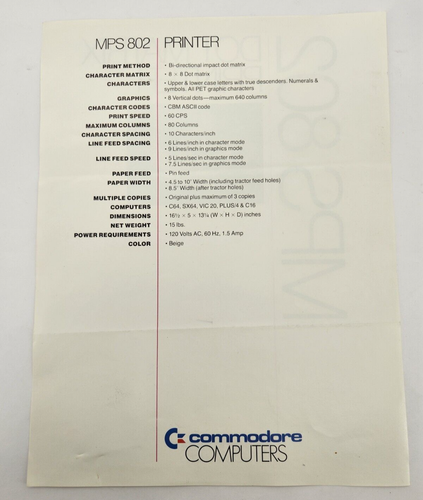 MPS 802 PRINTER
PRINT METHOD • Bi-directional impact dot matrix
CHARACTER MATRIX • 8 × 8 Dot matrix
CHARACTERS • Upper & lower case letters with true descenders. Numerals &
symbols. All PET graphic characters
GRAPHICS • 8 Vertical dots—maximum 640 columns
CHARACTER CODES • CBM ASCII code
PRINT SPEED • 60 CPS
MAXIMUM COLUMNS • 80 Columns
CHARACTER SPACING • 10 Characters/inch
LINE FEED SPACING • 6 Lines/inch in character mode
• 9 Lines/inch in graphics mode
LINE FEED SPEED • 5 Lines/sec in character mode
• 7.5 Lines/sec in graphics mode
PAPER FEED • Pin feed
PAPER WIDTH • 4.5 to 10" Width (including tractor feed holes)
• 8.5" Width (after tractor holes)
MULTIPLE COPIES • Original plus maximum of 3 copies
COMPUTERS • C64, SX64, VIC 20, PLUS/4 & C16
DIMENSIONS • 16½ × 5 × 13¼ (W × H × D) inches
NET WEIGHT • 15 lbs.
POWER REQUIREMENTS • 120 Volts AC, 60 Hz, 1.5 Amp
COLOR • Beige
commodore
COMPUTERS